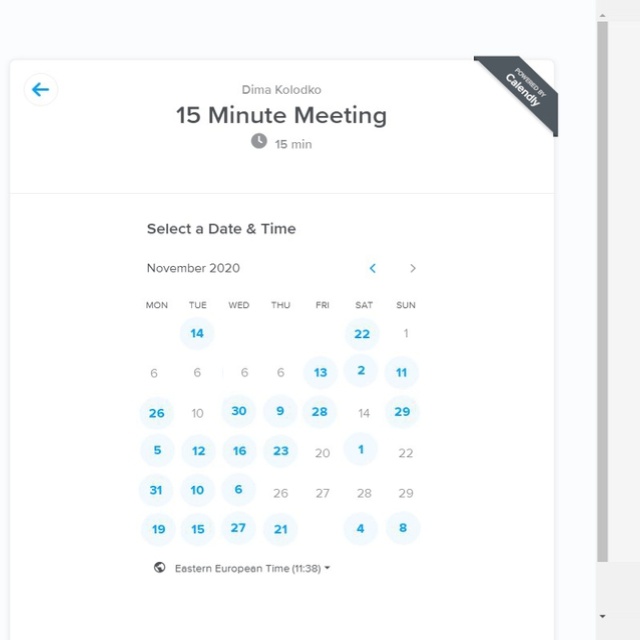 POWERED BY
Calendly
Dima Kolodko
15 Minute Meeting
15 min
Select a Date & Time
November 2020
MON TUE WED THU FRI SAT SUN
14 22 1
6 6 6 6 13 2 11
26 10 30 9 28 14 29
5 12 16 23 20 1 22
31 10 6 26 27 28 29
19 15 27 21 4 8
Eastern European Time (11:38)